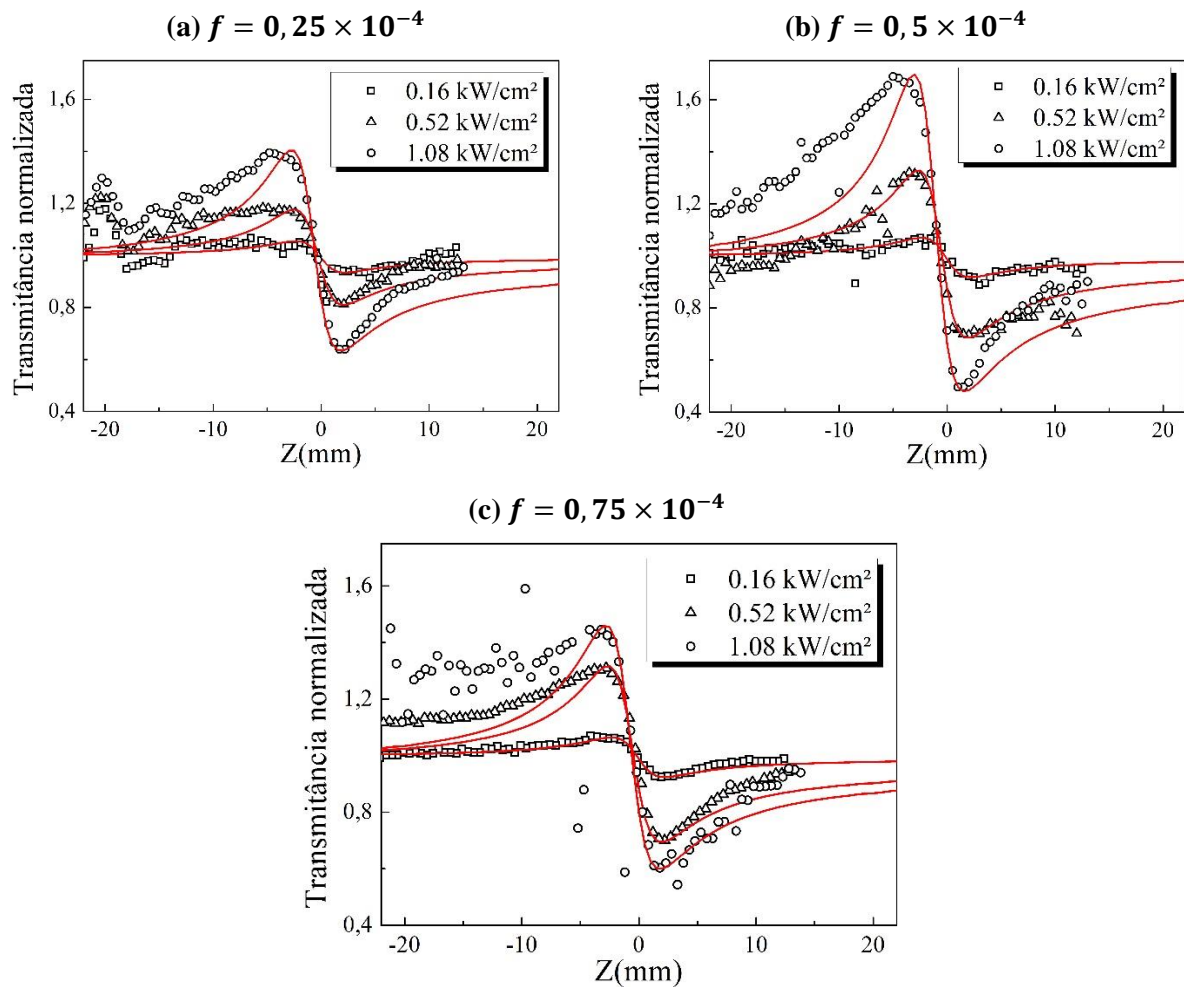 (a) f = 0,25 × 10⁻⁴
1,6
1,2
0,8
0,4
Transmitância normalizada
0.16 kW/cm²
0.52 kW/cm²
1.08 kW/cm²
-20 -10 0 10 20
Z(mm)
(b) f = 0,5 × 10⁻⁴
1,6
1,2
0,8
0,4
Transmitância normalizada
0.16 kW/cm²
0.52 kW/cm²
1.08 kW/cm²
-20 -10 0 10 20
Z(mm)
(c) f = 0,75 × 10⁻⁴
1,6
1,2
0,8
0,4
Transmitância normalizada
0.16 kW/cm²
0.52 kW/cm²
1.08 kW/cm²
-20 -10 0 10 20
Z(mm)